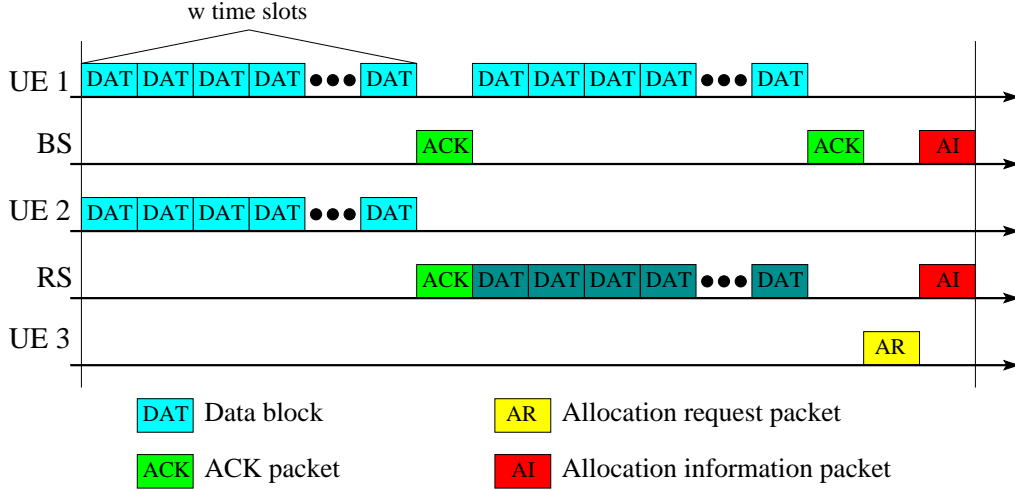 w time slots
UE 1 DAT DAT DAT DAT DAT DAT DAT DAT DAT DAT
BS ACK ACK AI
UE 2 DAT DAT DAT DAT DAT
RS ACK DAT DAT DAT DAT DAT AI
UE 3 AR
DAT Data block AR Allocation request packet
ACK ACK packet AI Allocation information packet